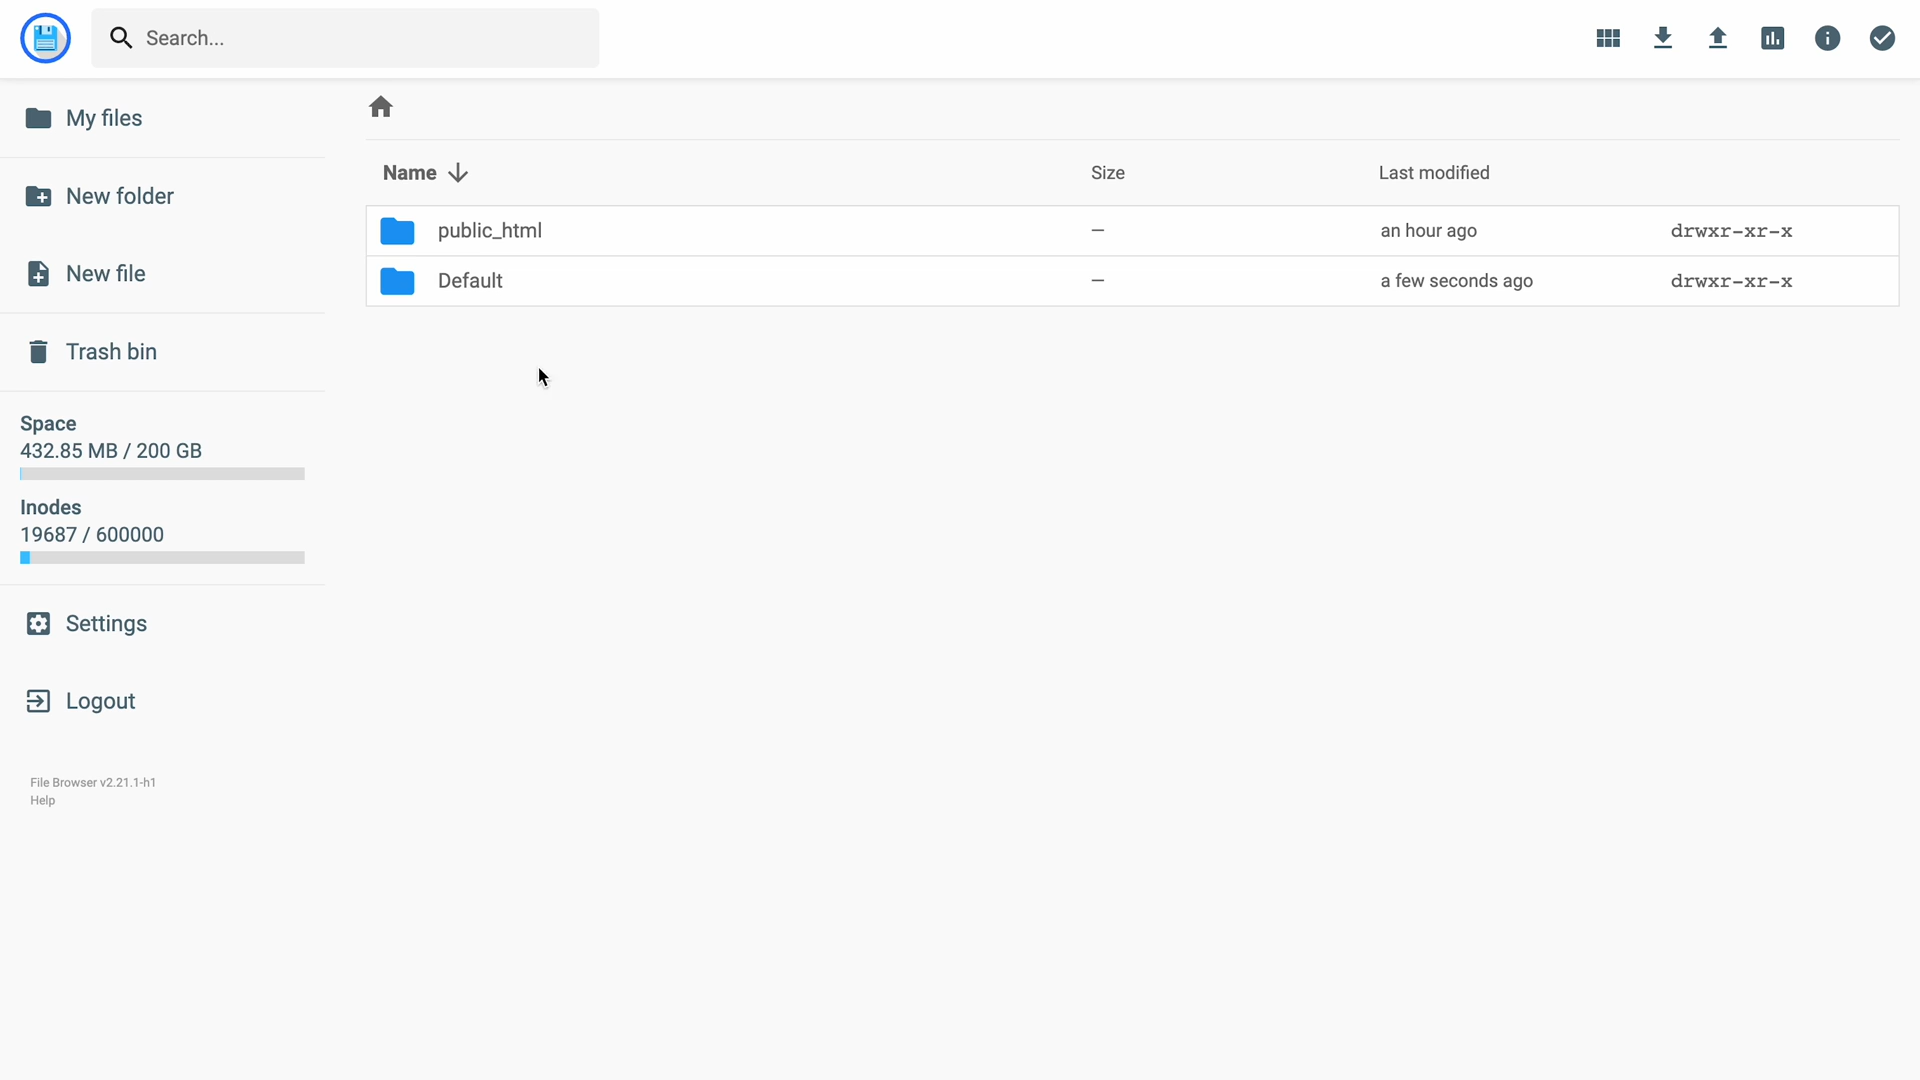 Search...
My files
New folder
New file
Trash bin
Space
432.85 MB / 200 GB
Inodes
19687 / 600000
Settings
Logout
File Browser v2.21.1-h1
Help
Name Size Last modified
public_html — an hour ago drwxr-xr-x
Default — a few seconds ago drwxr-xr-x